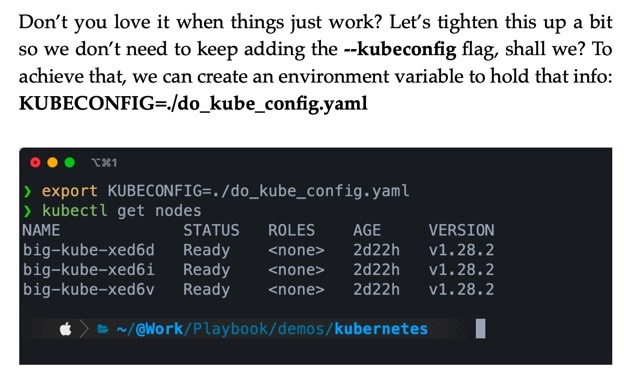 Don’t you love it when things just work? Let’s tighten this up a bit
so we don’t need to keep adding the --kubeconfig flag, shall we? To
achieve that, we can create an environment variable to hold that info:
KUBECONFIG=./do_kube_config.yaml
⌥⌘1
❯ export KUBECONFIG=./do_kube_config.yaml
❯ kubectl get nodes
NAME STATUS ROLES AGE VERSION
big-kube-xed6d Ready <none> 2d22h v1.28.2
big-kube-xed6i Ready <none> 2d22h v1.28.2
big-kube-xed6v Ready <none> 2d22h v1.28.2
~/@Work/Playbook/demos/kubernetes